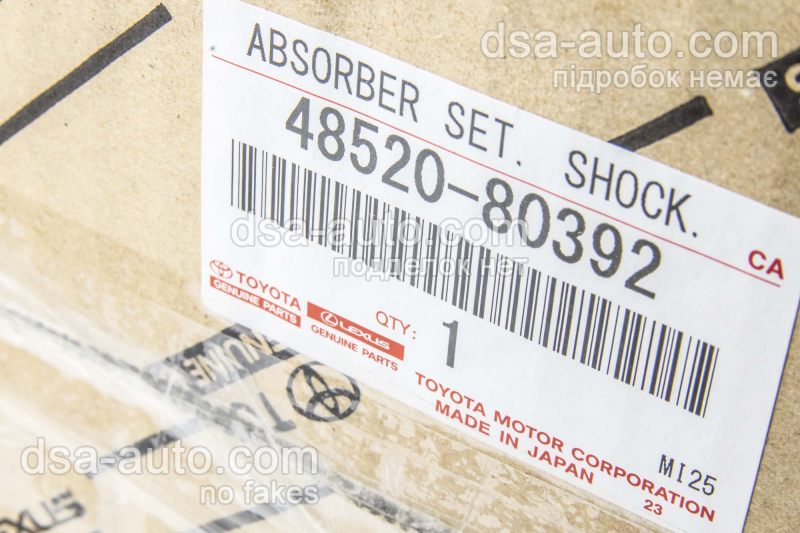 dsa-auto.com
підробок немає
ABSORBER SET. SHOCK.
48520-80392
CA
dsa-auto.com
подделок нет
TOYOTA
GENUINE PARTS
LEXUS
GENUINE PARTS
QTY:
1
TOYOTA MOTOR CORPORATION
MADE IN JAPAN
23
MI25
GENUINE
dsa-auto.com
no fakes